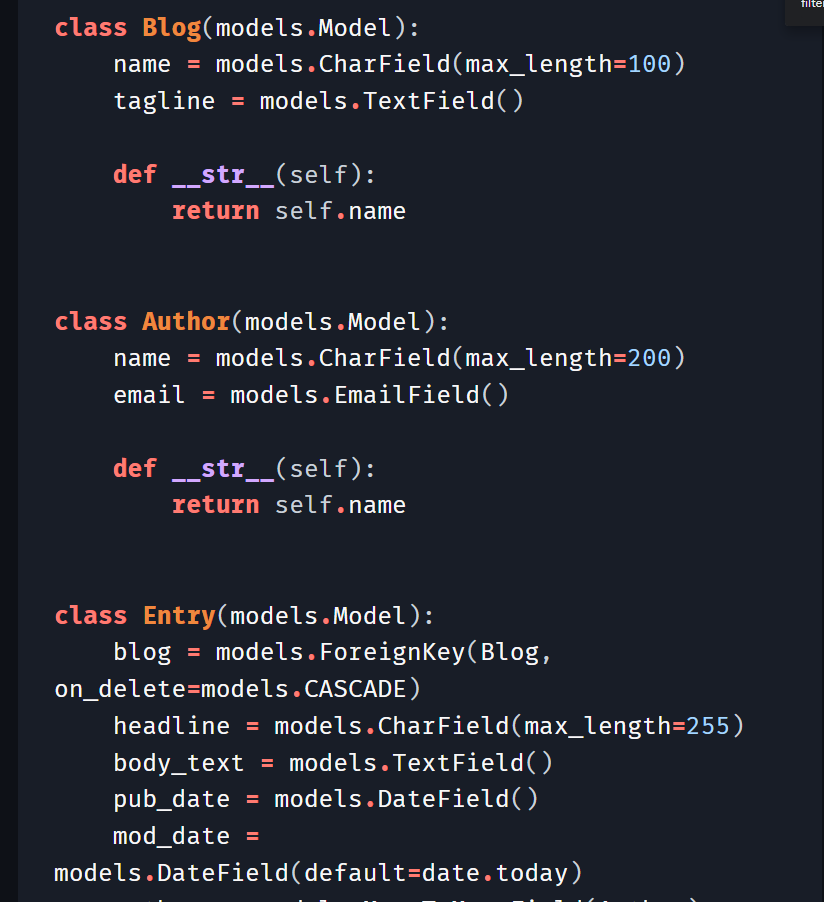 filter
class Blog(models.Model):
    name = models.CharField(max_length=100)
    tagline = models.TextField()

    def __str__(self):
        return self.name


class Author(models.Model):
    name = models.CharField(max_length=200)
    email = models.EmailField()

    def __str__(self):
        return self.name


class Entry(models.Model):
    blog = models.ForeignKey(Blog,
on_delete=models.CASCADE)
    headline = models.CharField(max_length=255)
    body_text = models.TextField()
    pub_date = models.DateField()
    mod_date =
models.DateField(default=date.today)